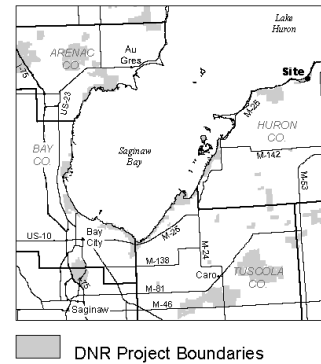 Lake
Huron
ARENAC
CO.
Au
Gres
Site
I-75
US-23
M-25
HURON
CO.
BAY
CO.
Saginaw
Bay
M-142
M-53
US-10
Bay
City
M-25
M-24
M-138
Caro
TUSCOLA
CO.
M-81
M-46
Saginaw
DNR Project Boundaries